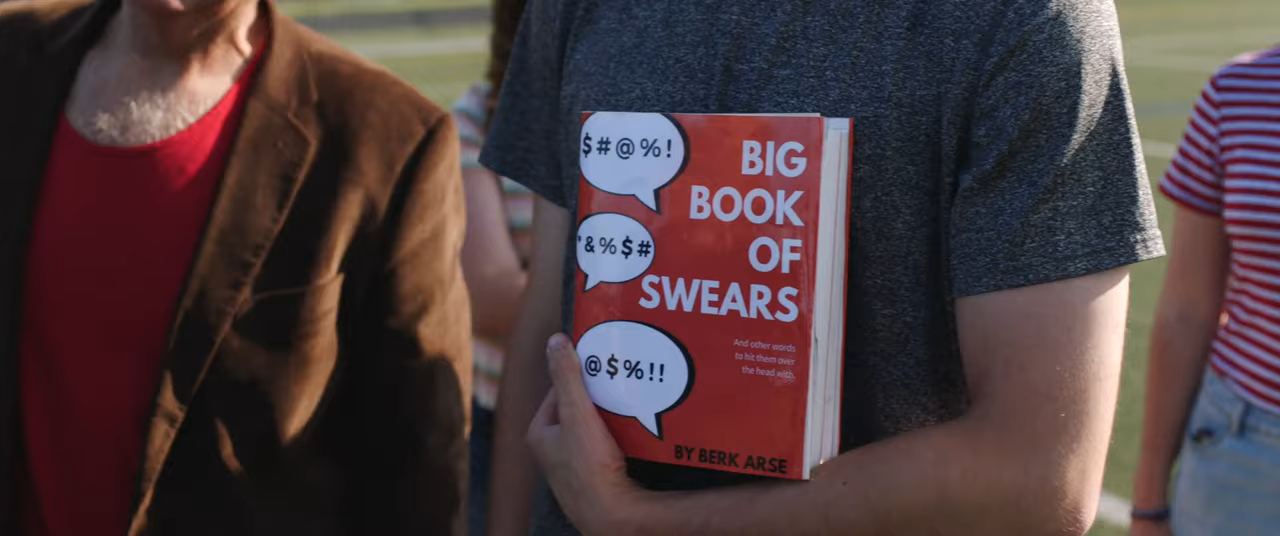 $#@%!
BIG
BOOK
OF
SWEARS
*&%$#
@$%!!
And other words
to hit them over
the head with.
BY BERK ARSE